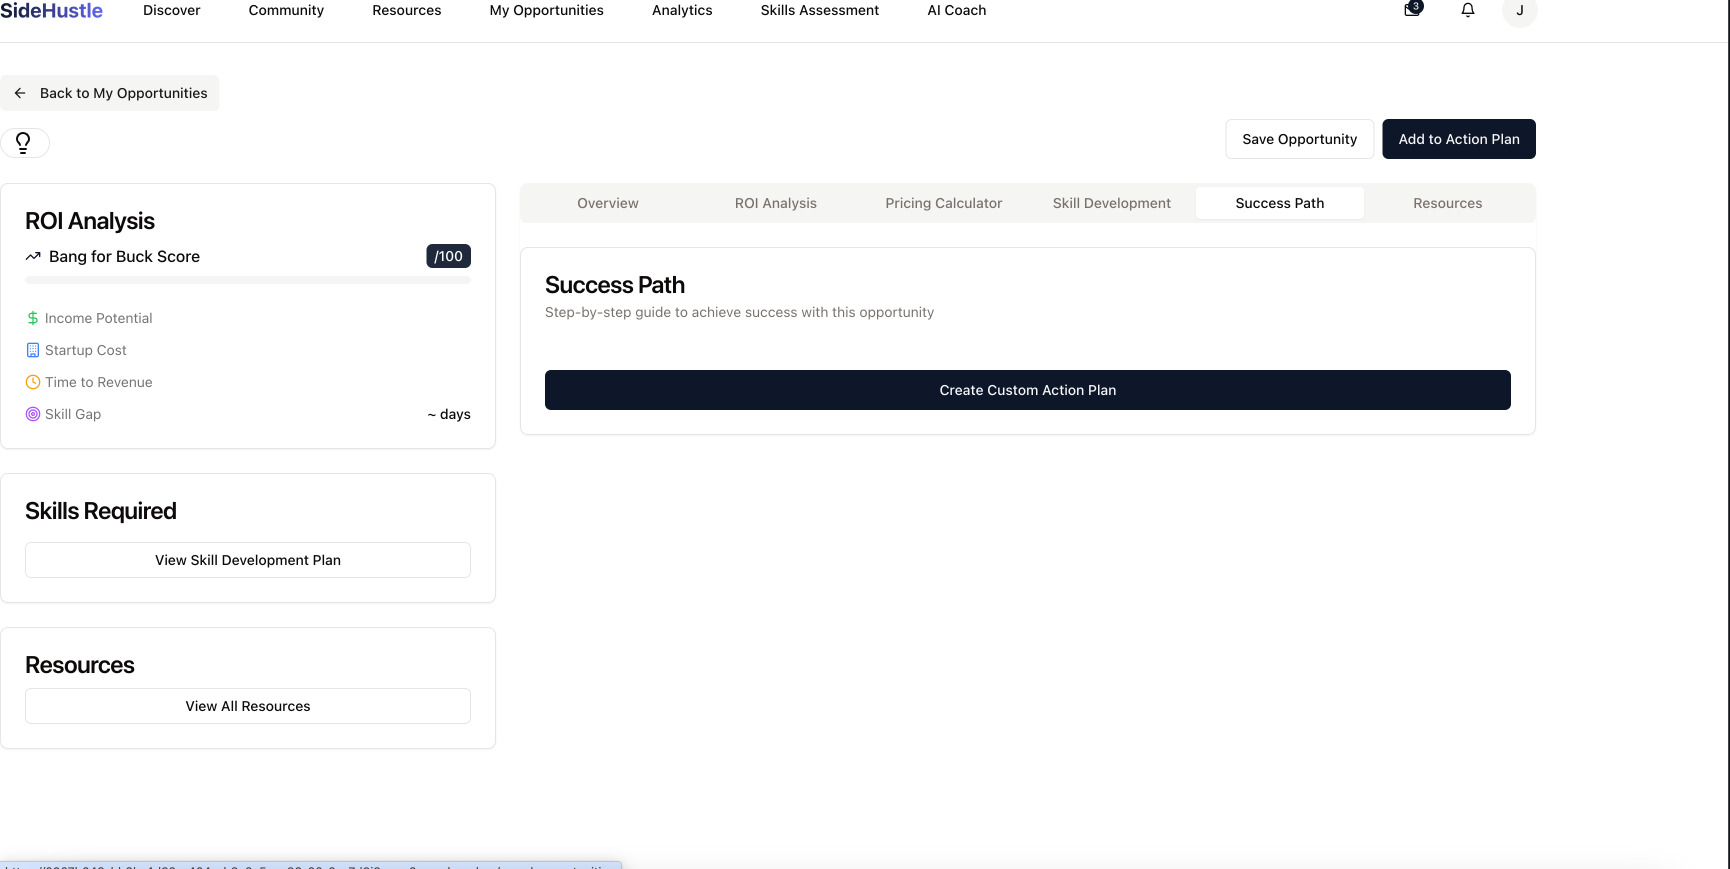 SideHustle
Discover
Community
Resources
My Opportunities
Analytics
Skills Assessment
AI Coach
3
J
Back to My Opportunities
Save Opportunity
Add to Action Plan
ROI Analysis
Bang for Buck Score
/100
Income Potential
Startup Cost
Time to Revenue
Skill Gap
~ days
Skills Required
View Skill Development Plan
Resources
View All Resources
Overview
ROI Analysis
Pricing Calculator
Skill Development
Success Path
Resources
Success Path
Step-by-step guide to achieve success with this opportunity
Create Custom Action Plan